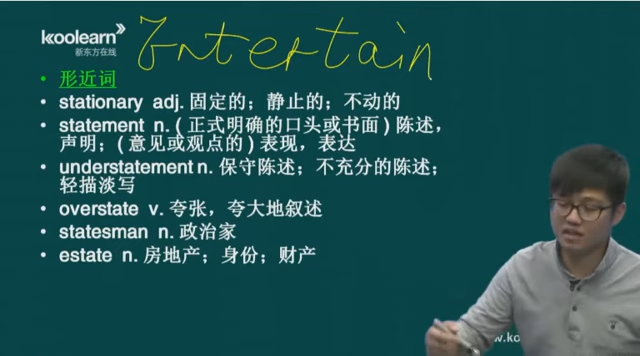 koolearn
新东方在线
Entertain
• 形近词
• stationary adj. 固定的；静止的；不动的
• statement n. ( 正式明确的口头或书面 ) 陈述，
声明；( 意见或观点的 ) 表现，表达
• understatement n. 保守陈述；不充分的陈述；
轻描淡写
• overstate v. 夸张，夸大地叙述
• statesman n. 政治家
• estate n. 房地产；身份；财产